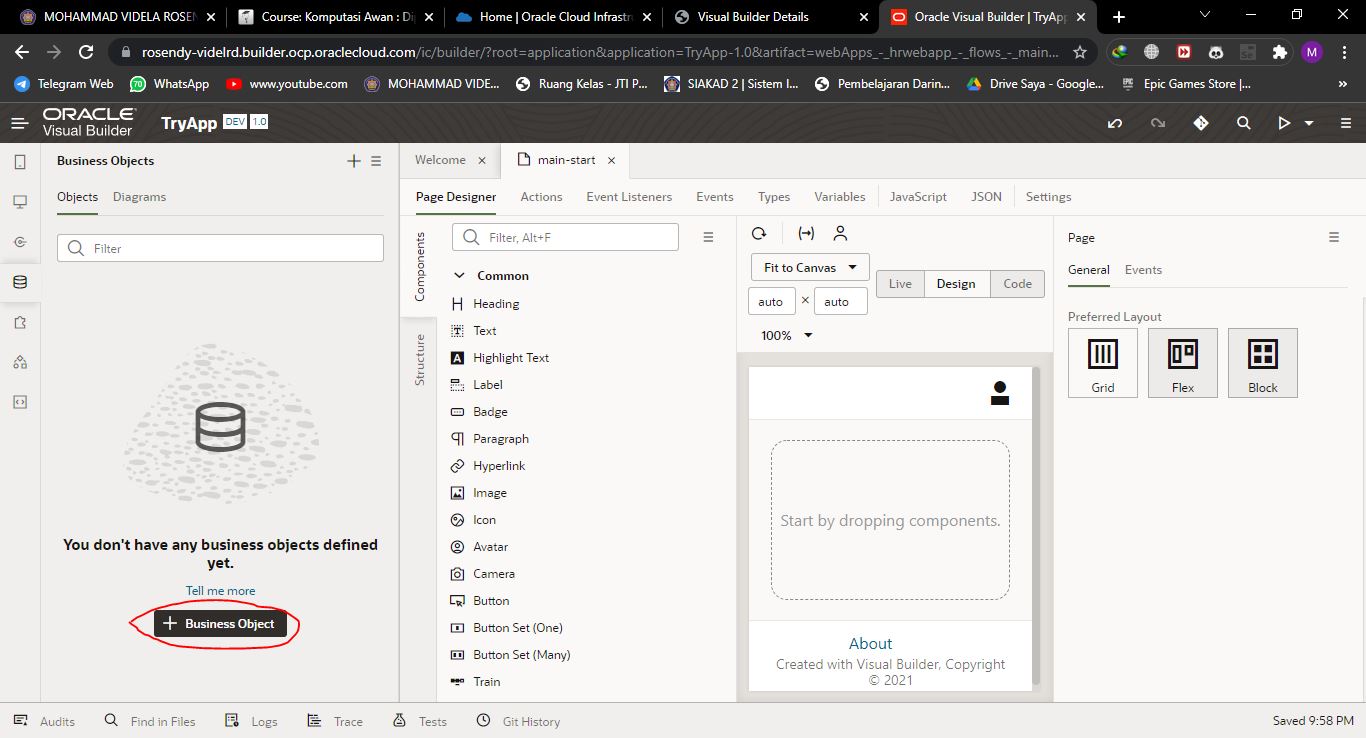 MOHAMMAD VIDELA ROSEN
Course: Komputasi Awan : Di
Home | Oracle Cloud Infrastru
Visual Builder Details
Oracle Visual Builder | TryApp
rosendy-videlrd.builder.ocp.oraclecloud.com/ic/builder/?root=application&application=TryApp-1.0&artifact=webApps_-_hrwebapp_-_flows_-_main...
M
Telegram Web
70
WhatsApp
www.youtube.com
MOHAMMAD VIDE...
Ruang Kelas - JTI P...
SIAKAD 2 | Sistem I...
Pembelajaran Darin...
Drive Saya - Google...
Epic Games Store |...
ORACLE
Visual Builder
TryApp
DEV
1.0
Business Objects
Objects
Diagrams
Filter
You don't have any business objects defined
yet.
Tell me more
Business Object
Welcome
main-start
Page Designer
Actions
Event Listeners
Events
Types
Variables
JavaScript
JSON
Settings
Components
Structure
Filter, Alt+F
Common
Heading
Text
Highlight Text
Label
Badge
Paragraph
Hyperlink
Image
Icon
Avatar
Camera
Button
Button Set (One)
Button Set (Many)
Train
Fit to Canvas
auto
×
auto
Live
Design
Code
100%
Start by dropping components.
About
Created with Visual Builder, Copyright
© 2021
Page
General
Events
Preferred Layout
Grid
Flex
Block
Audits
Find in Files
Logs
Trace
Tests
Git History
Saved 9:58 PM